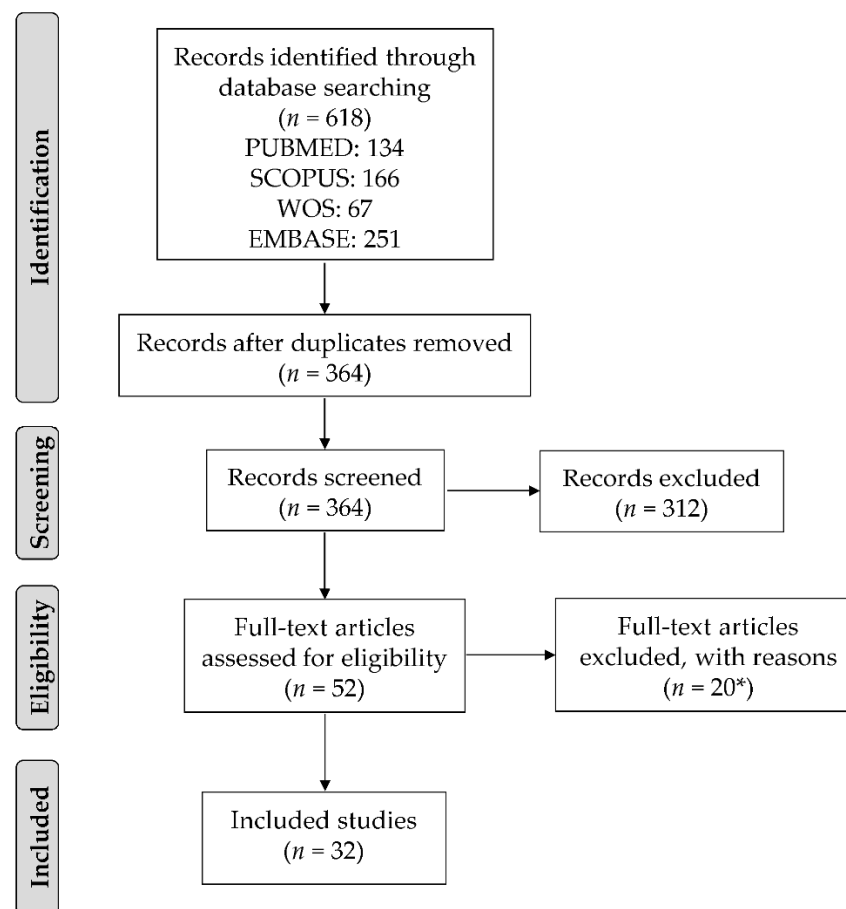 Identification
Records identified through
database searching
(n = 618)
PUBMED: 134
SCOPUS: 166
WOS: 67
EMBASE: 251
Records after duplicates removed
(n = 364)
Screening
Records screened
(n = 364)
Records excluded
(n = 312)
Eligibility
Full-text articles
assessed for eligibility
(n = 52)
Full-text articles
excluded, with reasons
(n = 20*)
Included
Included studies
(n = 32)